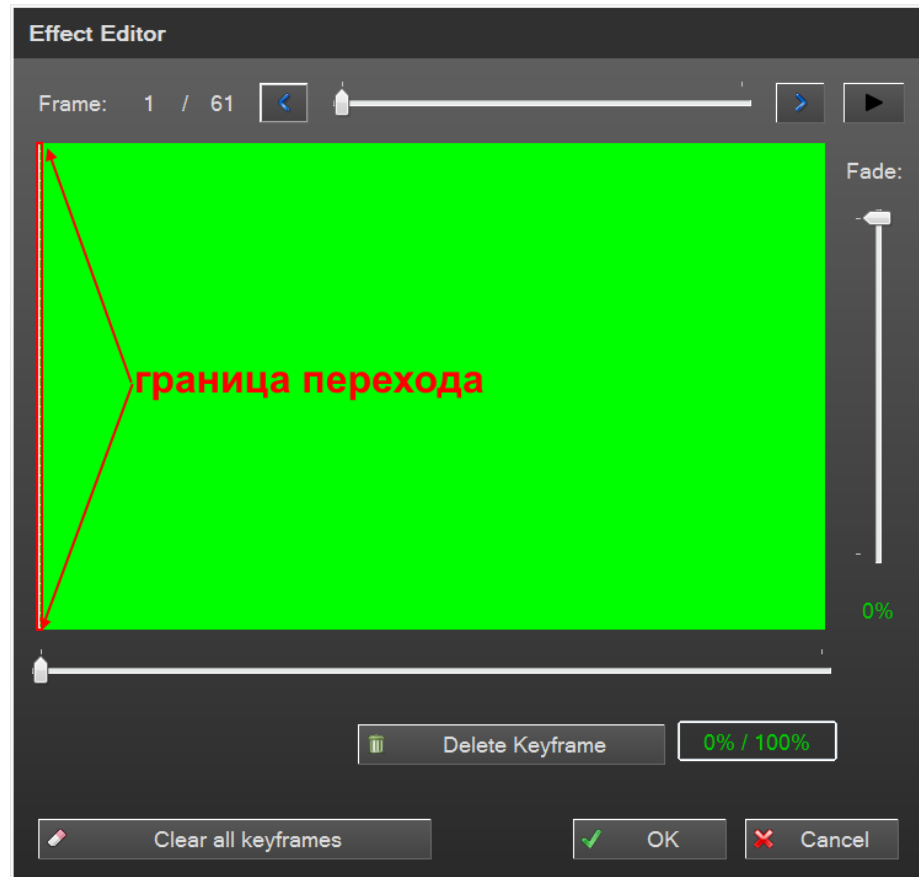 Effect Editor
Frame: 1 / 61
Fade:
граница перехода
0%
Delete Keyframe
0% / 100%
Clear all keyframes
OK
Cancel